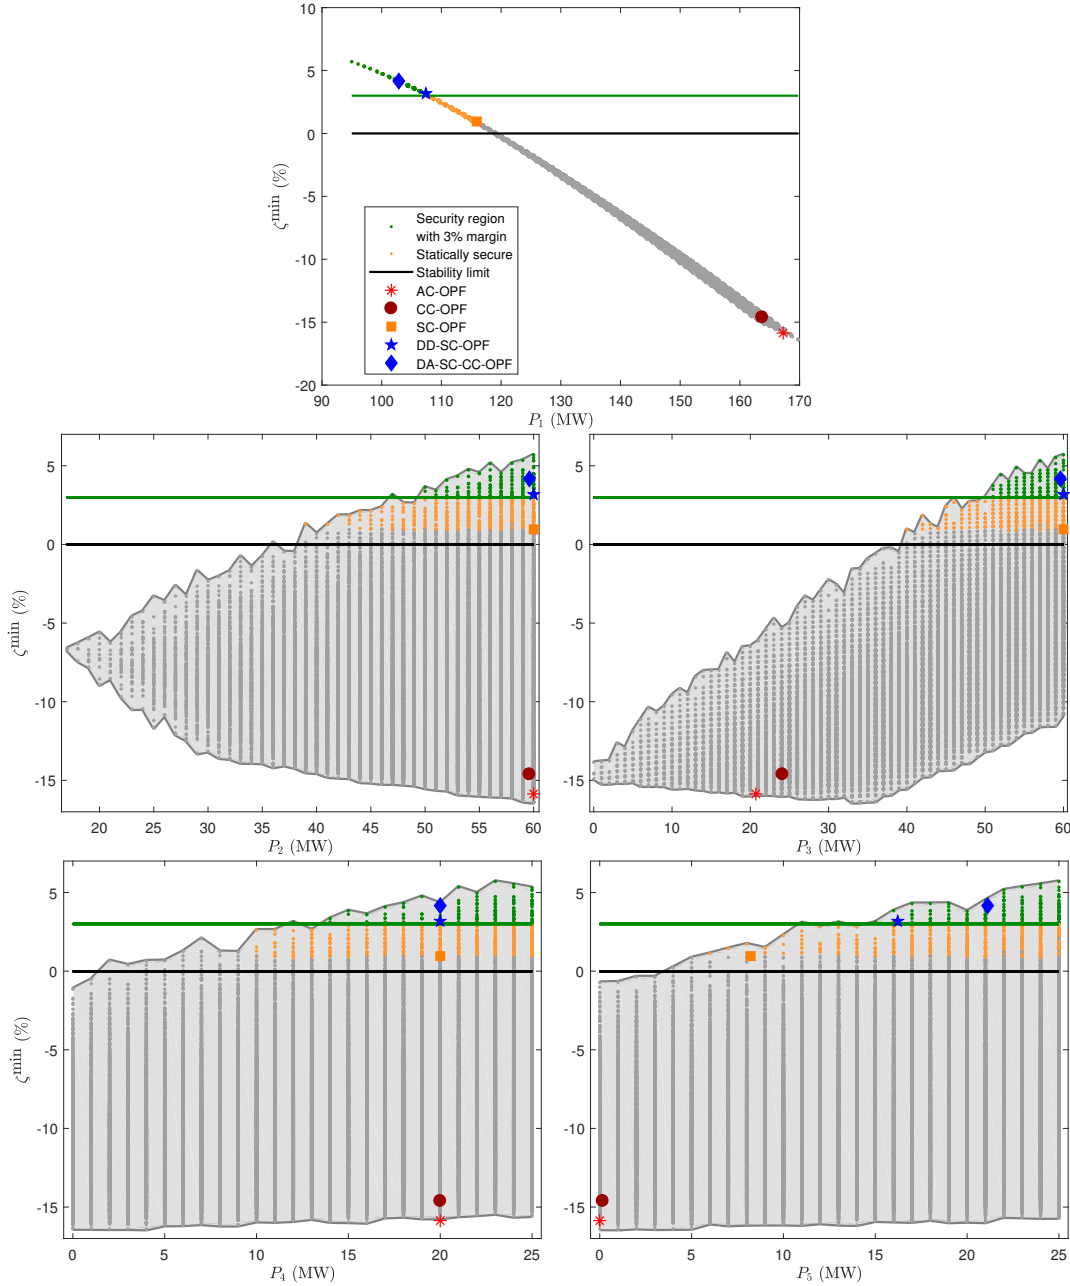 10
5
0
-5
-10
-15
-20
ζ^min (%)
Security region
with 3% margin
Statically secure
Stability limit
AC-OPF
CC-OPF
SC-OPF
DD-SC-OPF
DA-SC-CC-OPF
90 100 110 120 130 140 150 160 170
P_1 (MW)
5
0
-5
-10
-15
ζ^min (%)
20 25 30 35 40 45 50 55 60
P_2 (MW)
5
0
-5
-10
-15
0 10 20 30 40 50 60
P_3 (MW)
5
0
-5
-10
-15
ζ^min (%)
0 5 10 15 20 25
P_4 (MW)
5
0
-5
-10
-15
0 5 10 15 20 25
P_5 (MW)